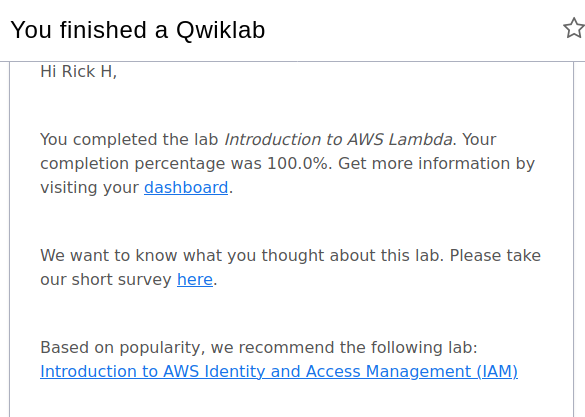 You finished a Qwiklab
Hi Rick H,
You completed the lab Introduction to AWS Lambda. Your
completion percentage was 100.0%. Get more information by
visiting your dashboard.
We want to know what you thought about this lab. Please take
our short survey here.
Based on popularity, we recommend the following lab:
Introduction to AWS Identity and Access Management (IAM)